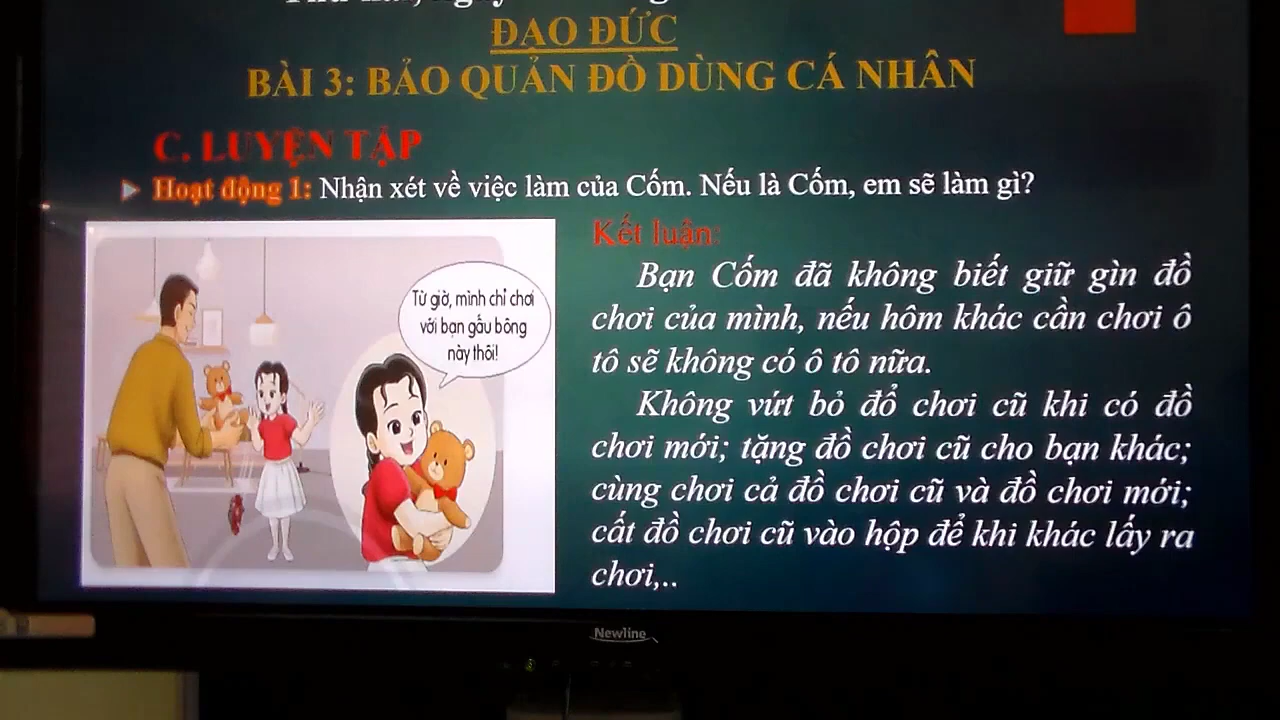 ĐẠO ĐỨC
BÀI 3: BẢO QUẢN ĐỒ DÙNG CÁ NHÂN
C. LUYỆN TẬP
Hoạt động 1: Nhận xét về việc làm của Cốm. Nếu là Cốm, em sẽ làm gì?
Từ giờ, mình chỉ chơi
với bạn gấu bông
này thôi!
Kết luận:
Bạn Cốm đã không biết giữ gìn đồ
chơi của mình, nếu hôm khác cần chơi ô
tô sẽ không có ô tô nữa.
Không vứt bỏ đổ chơi cũ khi có đồ
chơi mới; tặng đồ chơi cũ cho bạn khác;
cùng chơi cả đồ chơi cũ và đồ chơi mới;
cất đồ chơi cũ vào hộp để khi khác lấy ra
chơi,..
Newline